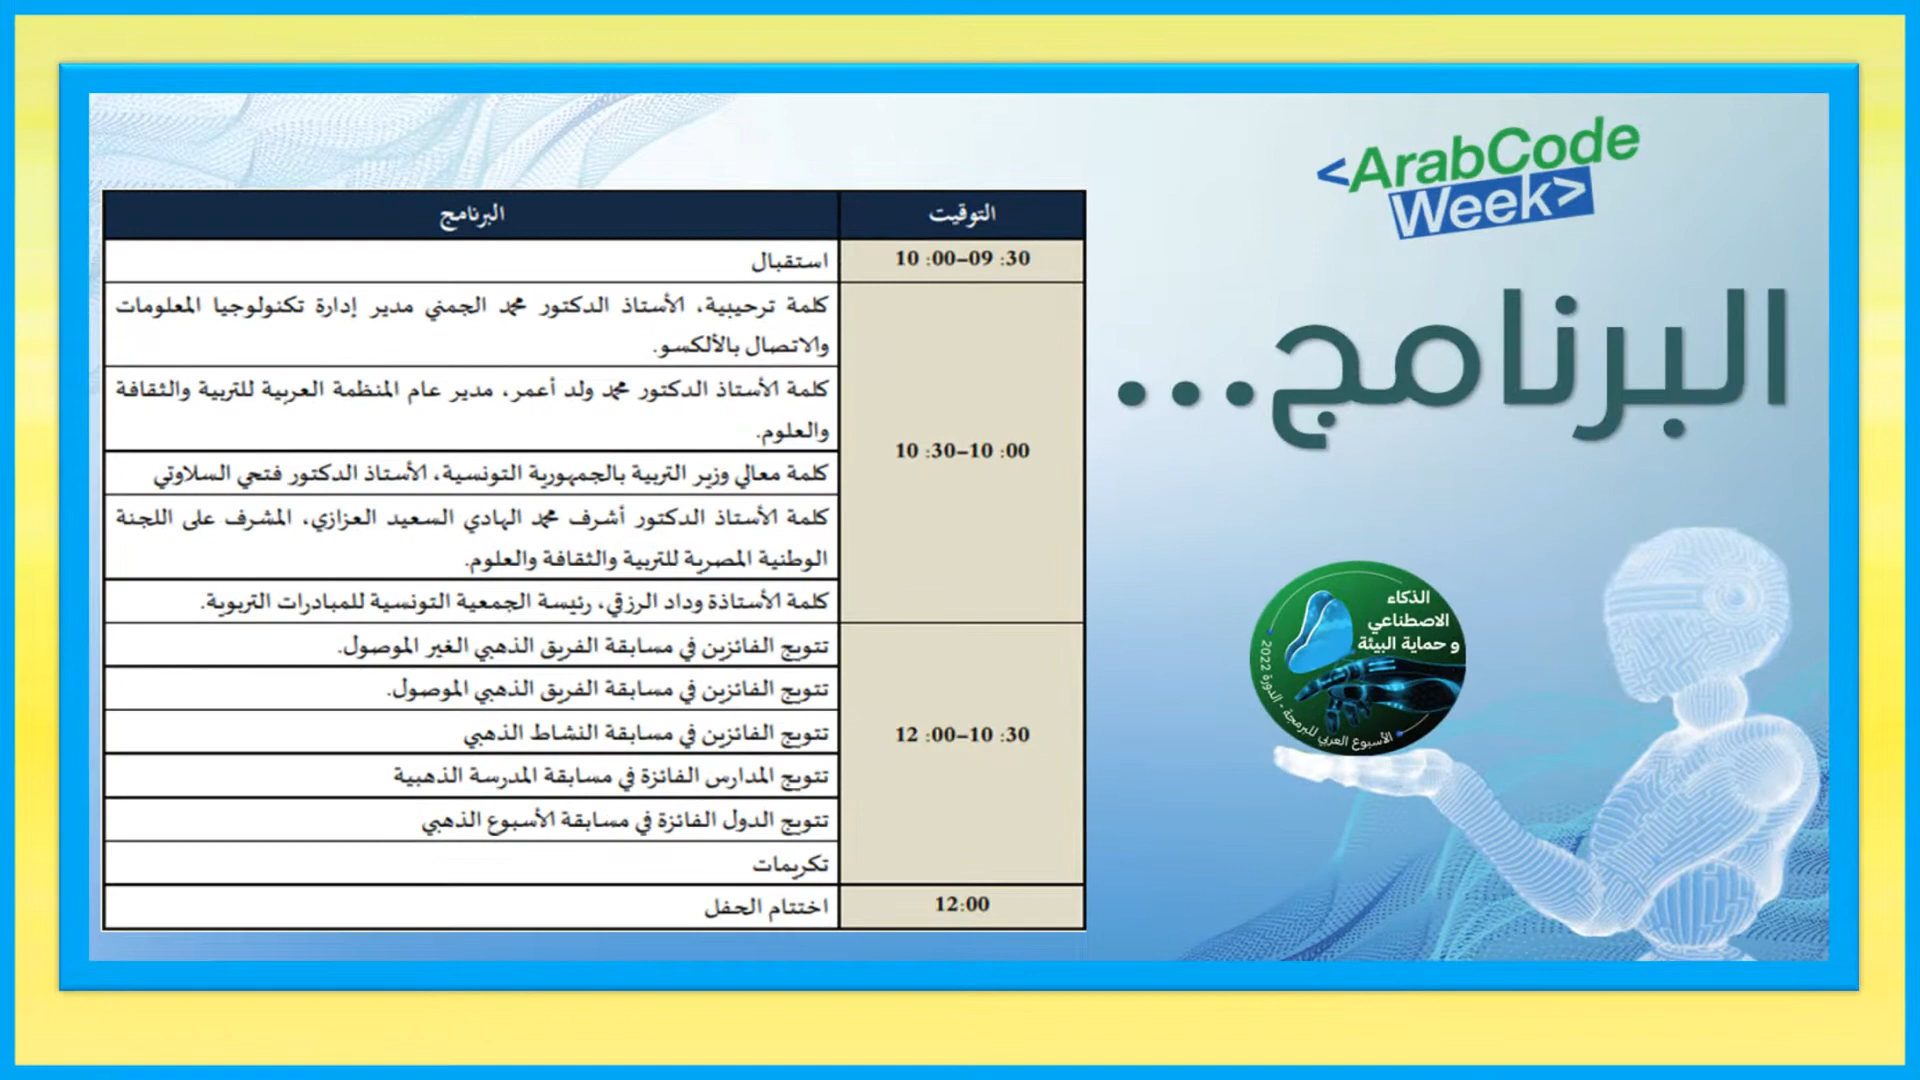 <ArabCode
Week>
البرنامج...
التوقيت
البرنامج
10 :00–09 :30
استقبال
10 :30–10 :00
كلمة ترحيبية، الأستاذ الدكتور محمد الجمني مدير إدارة تكنولوجيا المعلومات
والاتصال بالألكسو.
كلمة الأستاذ الدكتور محمد ولد أعمر، مدير عام المنظمة العربية للتربية والثقافة
والعلوم.
كلمة معالي وزير التربية بالجمهورية التونسية، الأستاذ الدكتور فتحي السلاوتي
كلمة الأستاذ الدكتور أشرف محمد الهادي السعيد العزازي، المشرف على اللجنة
الوطنية المصرية للتربية والثقافة والعلوم.
كلمة الأستاذة وداد الرزقي، رئيسة الجمعية التونسية للمبادرات التربوية.
12 :00–10 :30
تتويج الفائزين في مسابقة الفريق الذهبي الغير الموصول.
تتويج الفائزين في مسابقة الفريق الذهبي الموصول.
تتويج الفائزين في مسابقة النشاط الذهبي
تتويج المدارس الفائزة في مسابقة المدرسة الذهبية
تتويج الدول الفائزة في مسابقة الأسبوع الذهبي
تكريمات
12:00
اختتام الحفل
الذكاء
الاصطناعي
و حماية البيئة
الأسبوع العربي للبرمجة - الدورة 2022